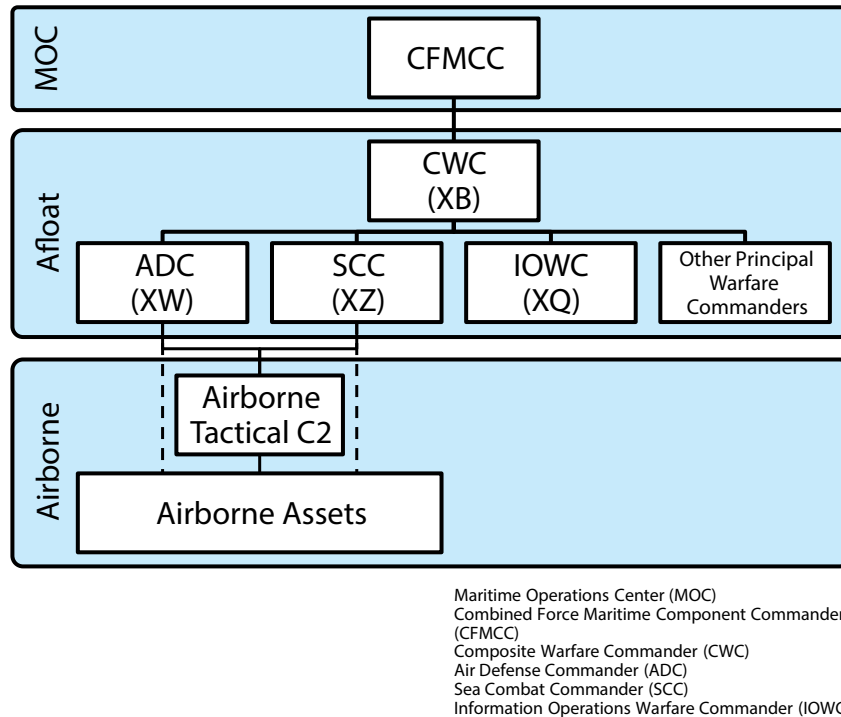 MOC
CFMCC
Afloat
CWC
(XB)
ADC
(XW)
SCC
(XZ)
IOWC
(XQ)
Other Principal
Warfare
Commanders
Airborne
Airborne
Tactical C2
Airborne Assets
Maritime Operations Center (MOC)
Combined Force Maritime Component Commander
(CFMCC)
Composite Warfare Commander (CWC)
Air Defense Commander (ADC)
Sea Combat Commander (SCC)
Information Operations Warfare Commander (IOWC